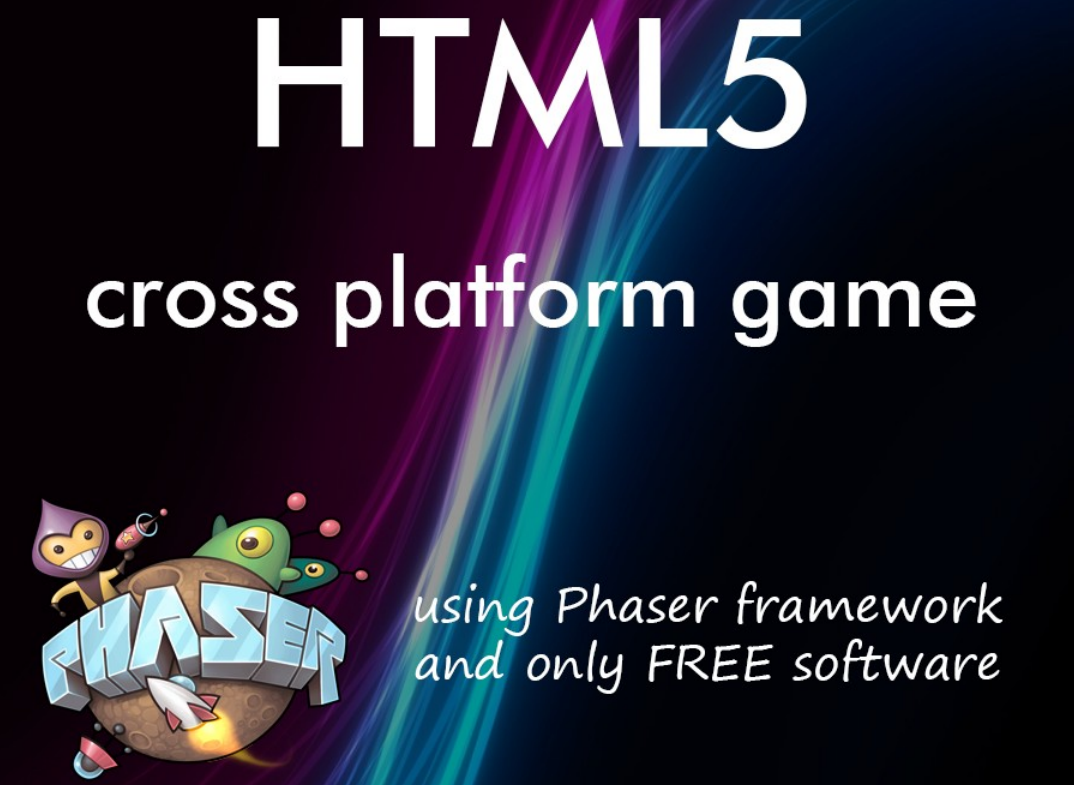 HTML5
cross platform game
PHASER
using Phaser framework
and only FREE software